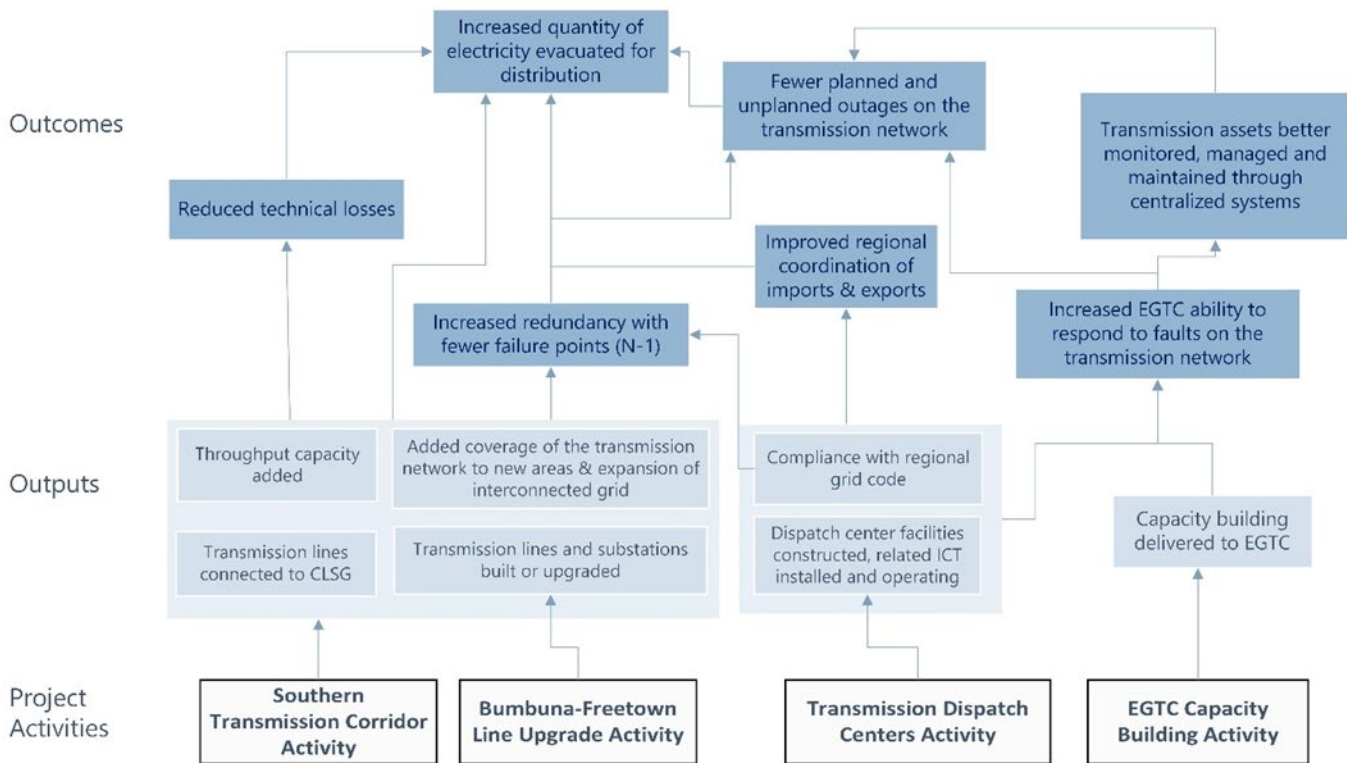 Outcomes
Increased quantity of
electricity evacuated for
distribution
Fewer planned and
unplanned outages on the
transmission network
Transmission assets better
monitored, managed and
maintained through
centralized systems
Reduced technical losses
Improved regional
coordination of
imports & exports
Increased redundancy with
fewer failure points (N-1)
Increased EGTC ability to
respond to faults on the
transmission network
Outputs
Throughput capacity
added
Added coverage of the transmission
network to new areas & expansion of
interconnected grid
Compliance with regional
grid code
Transmission lines
connected to CLSG
Transmission lines and substations
built or upgraded
Dispatch center facilities
constructed, related ICT
installed and operating
Capacity building
delivered to EGTC
Project
Activities
Southern
Transmission Corridor
Activity
Bumbuna-Freetown
Line Upgrade Activity
Transmission Dispatch
Centers Activity
EGTC Capacity
Building Activity